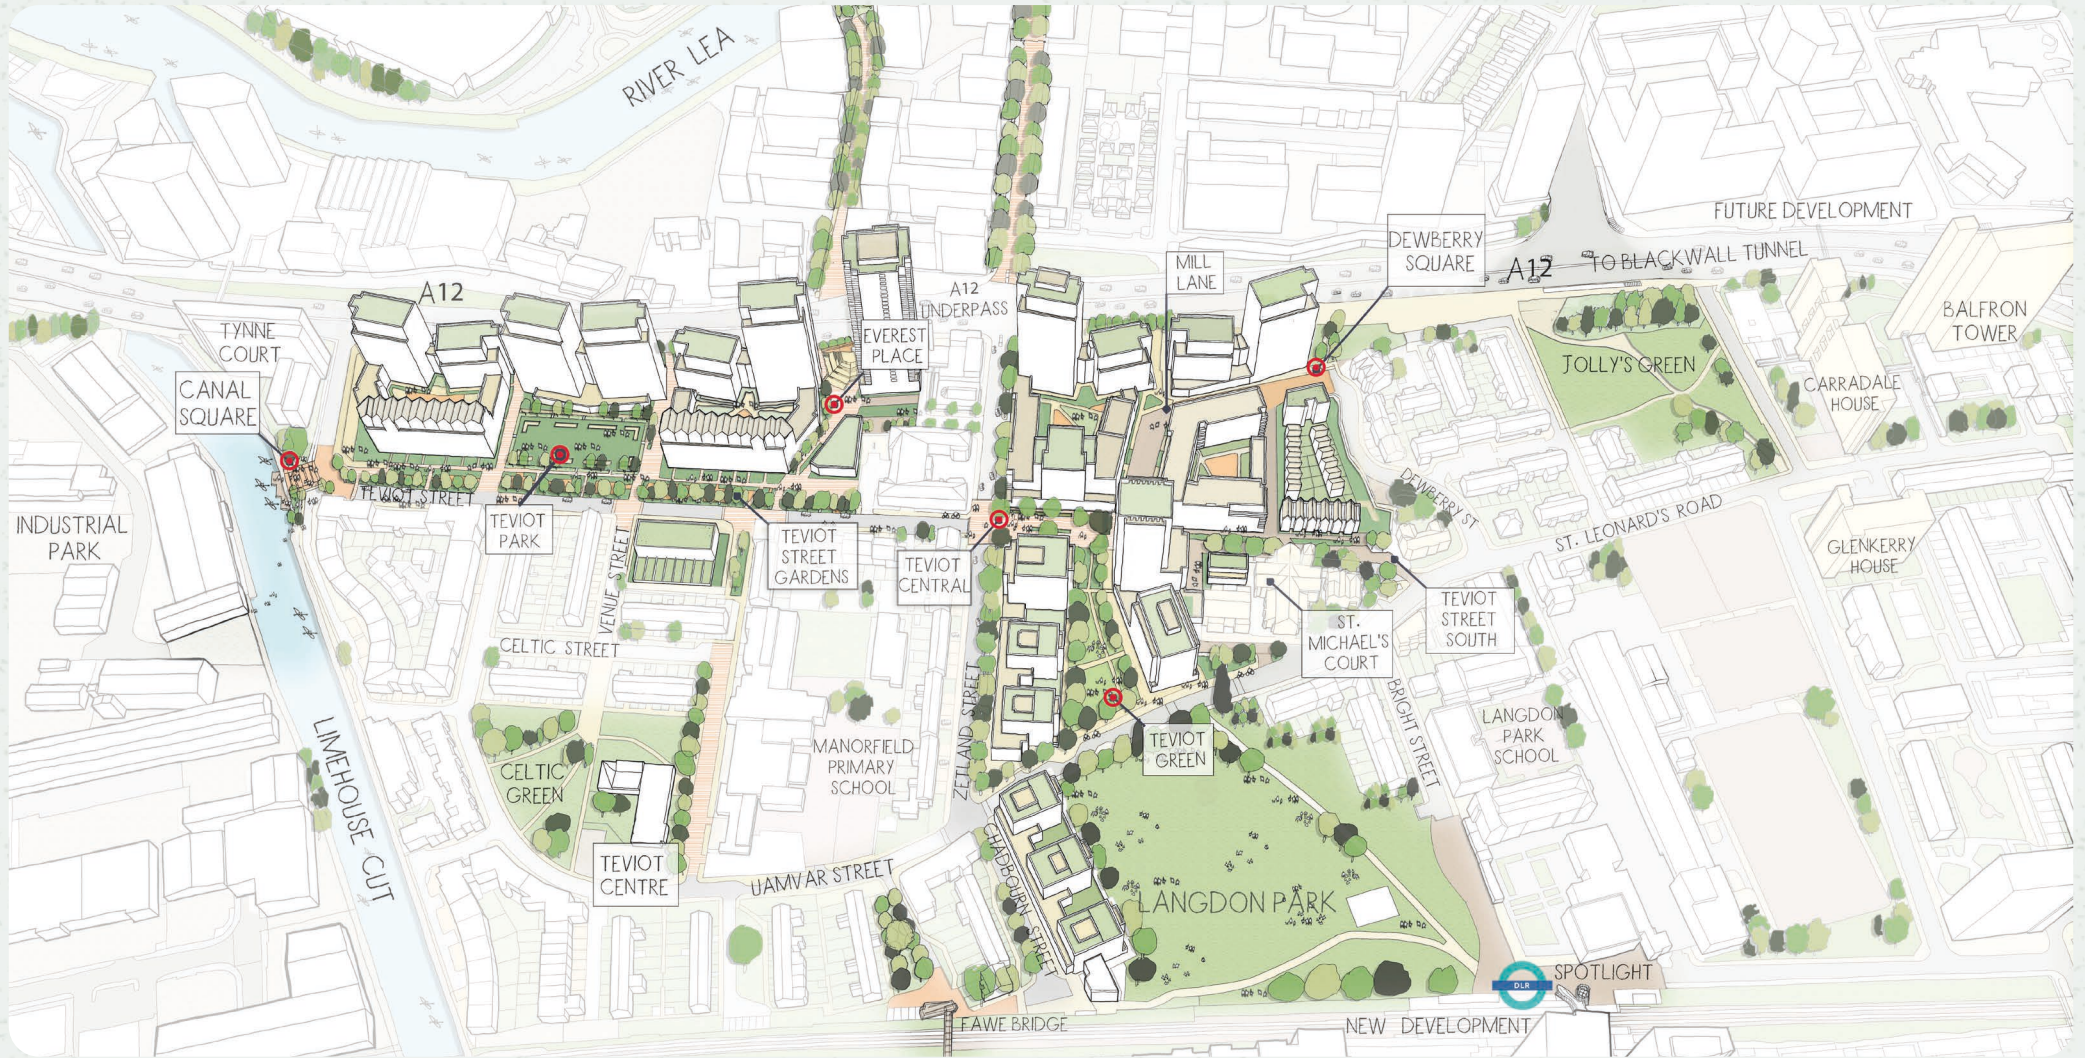 RIVER LEA
FUTURE DEVELOPMENT
DEWBERRY
SQUARE
MILL
LANE
A12
TO BLACKWALL TUNNEL
A12
A12
UNDERPASS
BALFRON
TOWER
TYNNE
COURT
EVEREST
PLACE
JOLLY'S GREEN
CARRADALE
HOUSE
CANAL
SQUARE
TEVIOT STREET
DEWBERRY ST
INDUSTRIAL
PARK
TEVIOT
PARK
ST. LEONARD'S ROAD
TEVIOT
STREET
GARDENS
TEVIOT
CENTRAL
GLENKERRY
HOUSE
VENUE STREET
TEVIOT
STREET
SOUTH
ST.
MICHAEL'S
COURT
CELTIC STREET
ZETLAND STREET
BRIGHT STREET
LANGDON
PARK
SCHOOL
LIMEHOUSE CUT
MANORFIELD
PRIMARY
SCHOOL
TEVIOT
GREEN
CELTIC
GREEN
TEVIOT
CENTRE
UAMVAR STREET
CHADBOURN STREET
LANGDON PARK
SPOTLIGHT
DLR
FAWE BRIDGE
NEW DEVELOPMENT